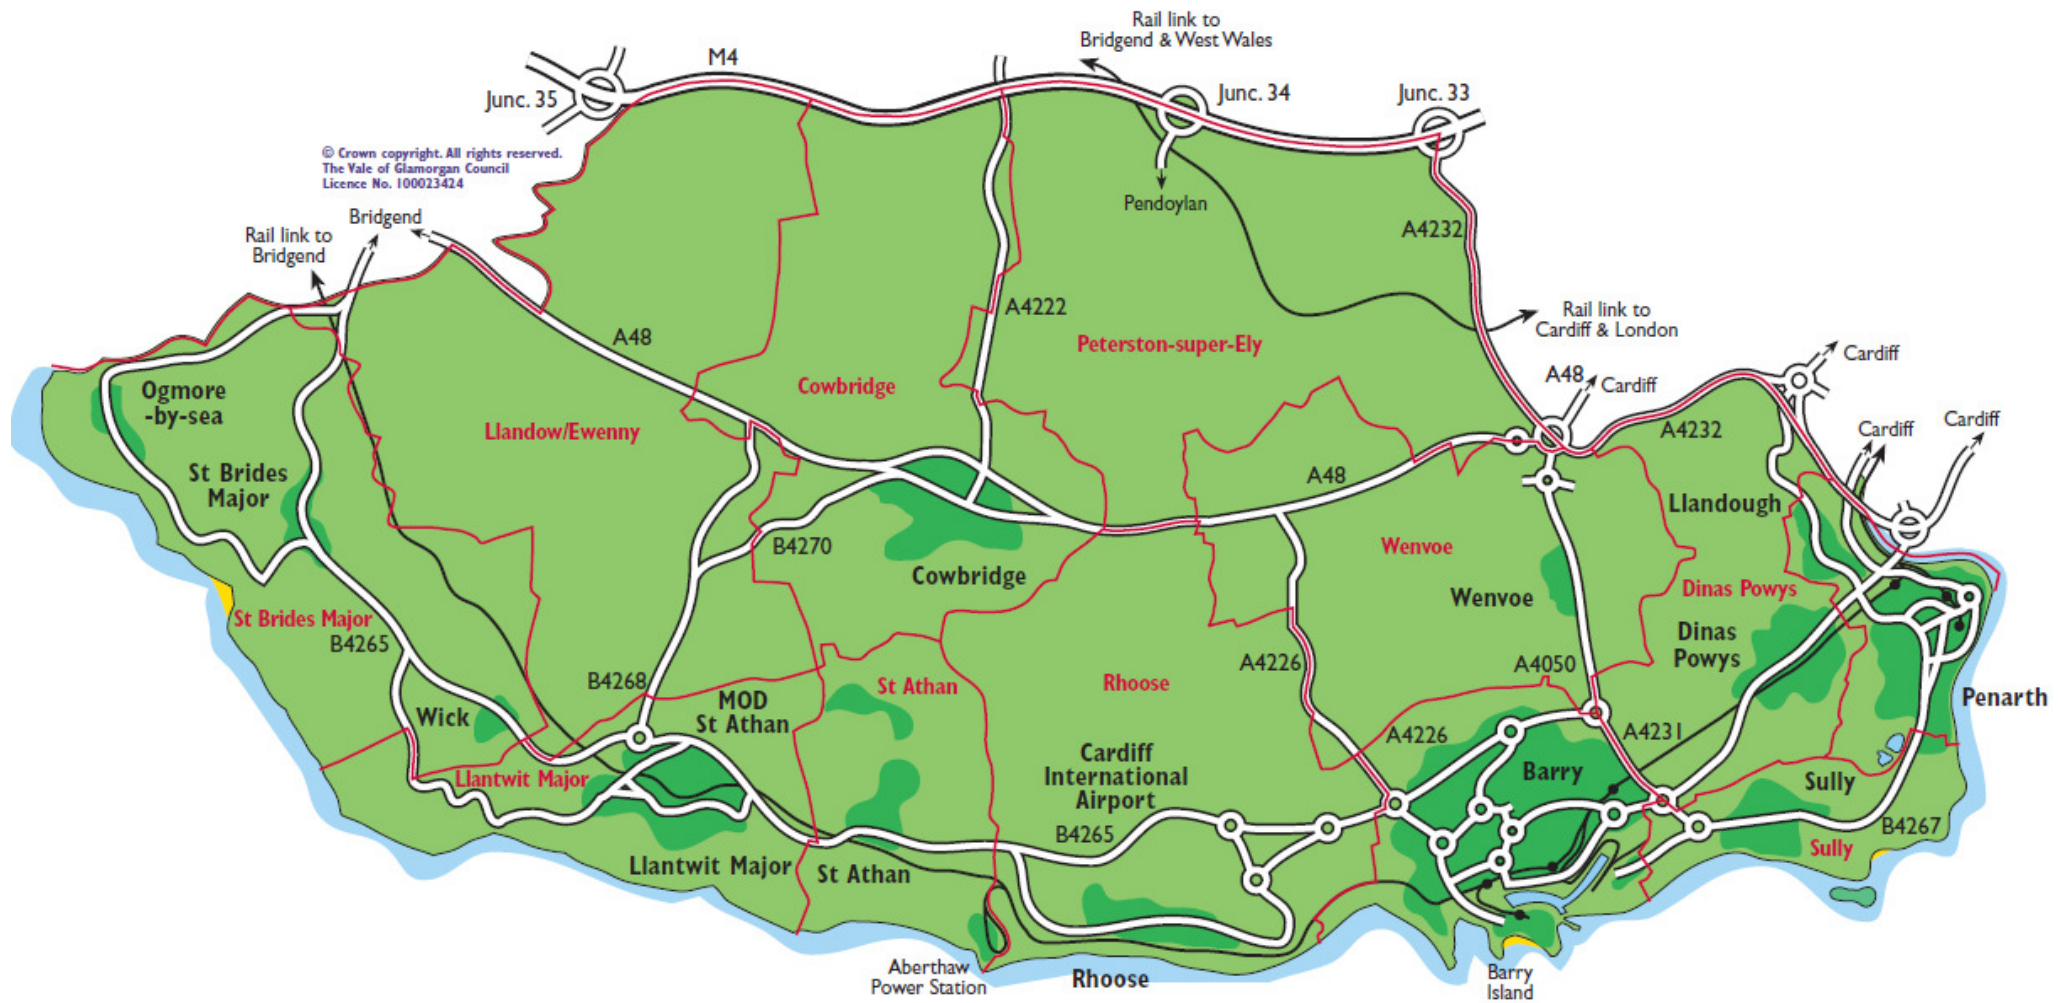 Rail link to
Bridgend & West Wales
M4
Junc. 35
Junc. 34
Junc. 33
© Crown copyright. All rights reserved.
The Vale of Glamorgan Council
Licence No. 100023424
Pendoylan
Bridgend
Rail link to
Bridgend
A4232
A4222
Rail link to
Cardiff & London
A48
Peterston-super-Ely
Cardiff
A48
Cardiff
Cowbridge
Ogmore
-by-sea
Llandow/Ewenny
A4232
Cardiff
Cardiff
St Brides
Major
A48
Llandough
B4270
Wenvoe
Cowbridge
Wenvoe
Dinas Powys
St Brides Major
B4265
Dinas
Powys
A4226
A4050
B4268
St Athan
Rhoose
MOD
St Athan
Penarth
Wick
A4226
A4231
Cardiff
International
Airport
Barry
Llantwit Major
Sully
B4265
B4267
Sully
Llantwit Major
St Athan
Aberthaw
Power Station
Rhoose
Barry
Island